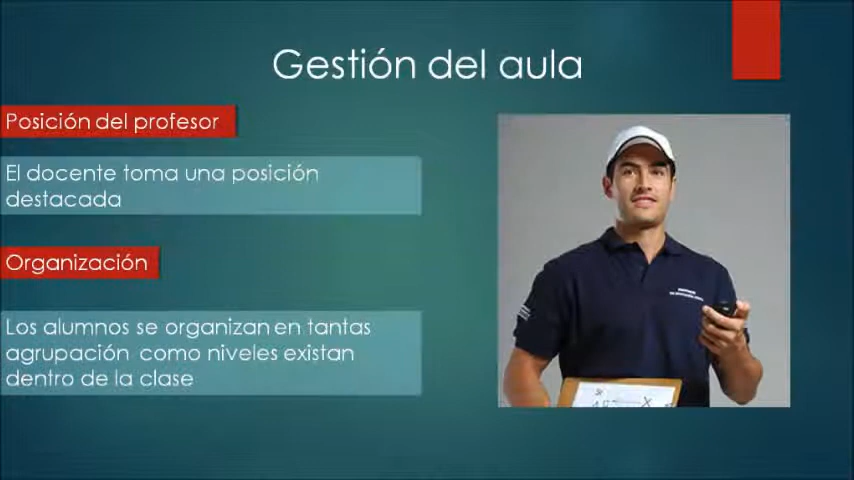 Gestión del aula
Posición del profesor
El docente toma una posición
destacada
Organización
Los alumnos se organizan en tantas
agrupación como niveles existan
dentro de la clase